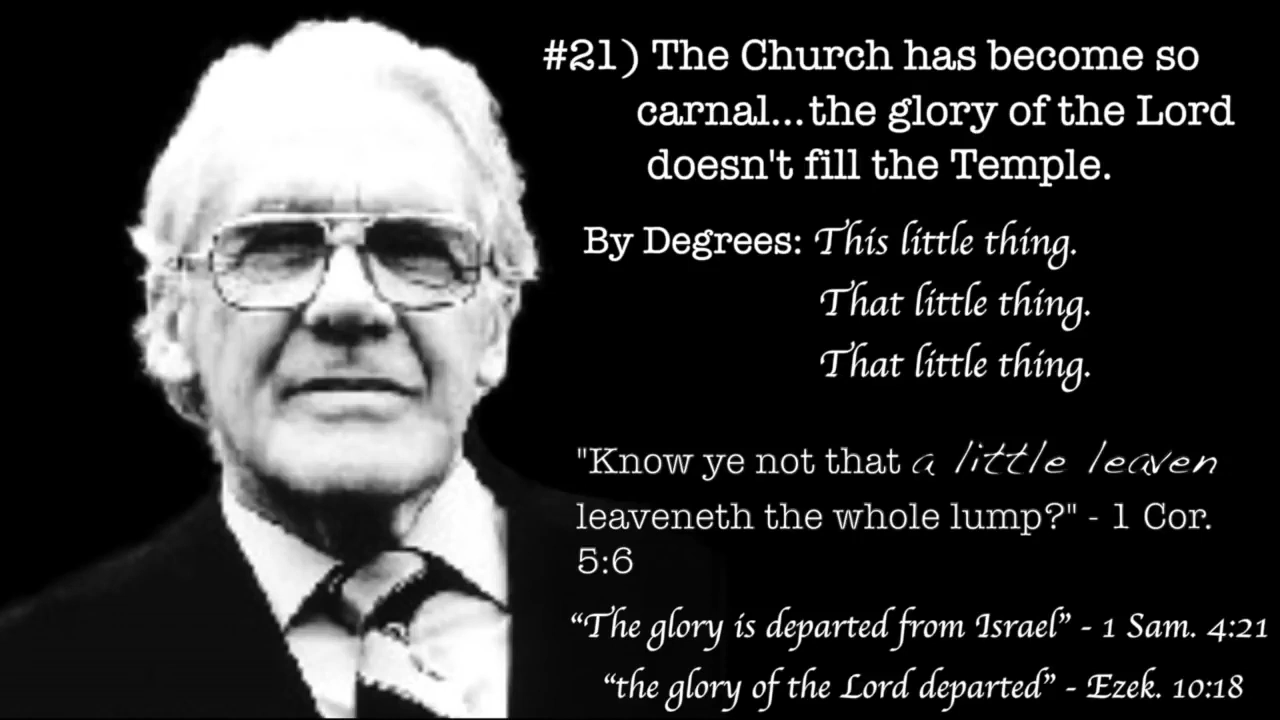 #21) The Church has become so
carnal...the glory of the Lord
doesn't fill the Temple.
By Degrees: This little thing.
That little thing.
That little thing.
"Know ye not that a little leaven
leaveneth the whole lump?" - 1 Cor.
5:6
“The glory is departed from Israel” - 1 Sam. 4:21
“the glory of the Lord departed” - Ezek. 10:18